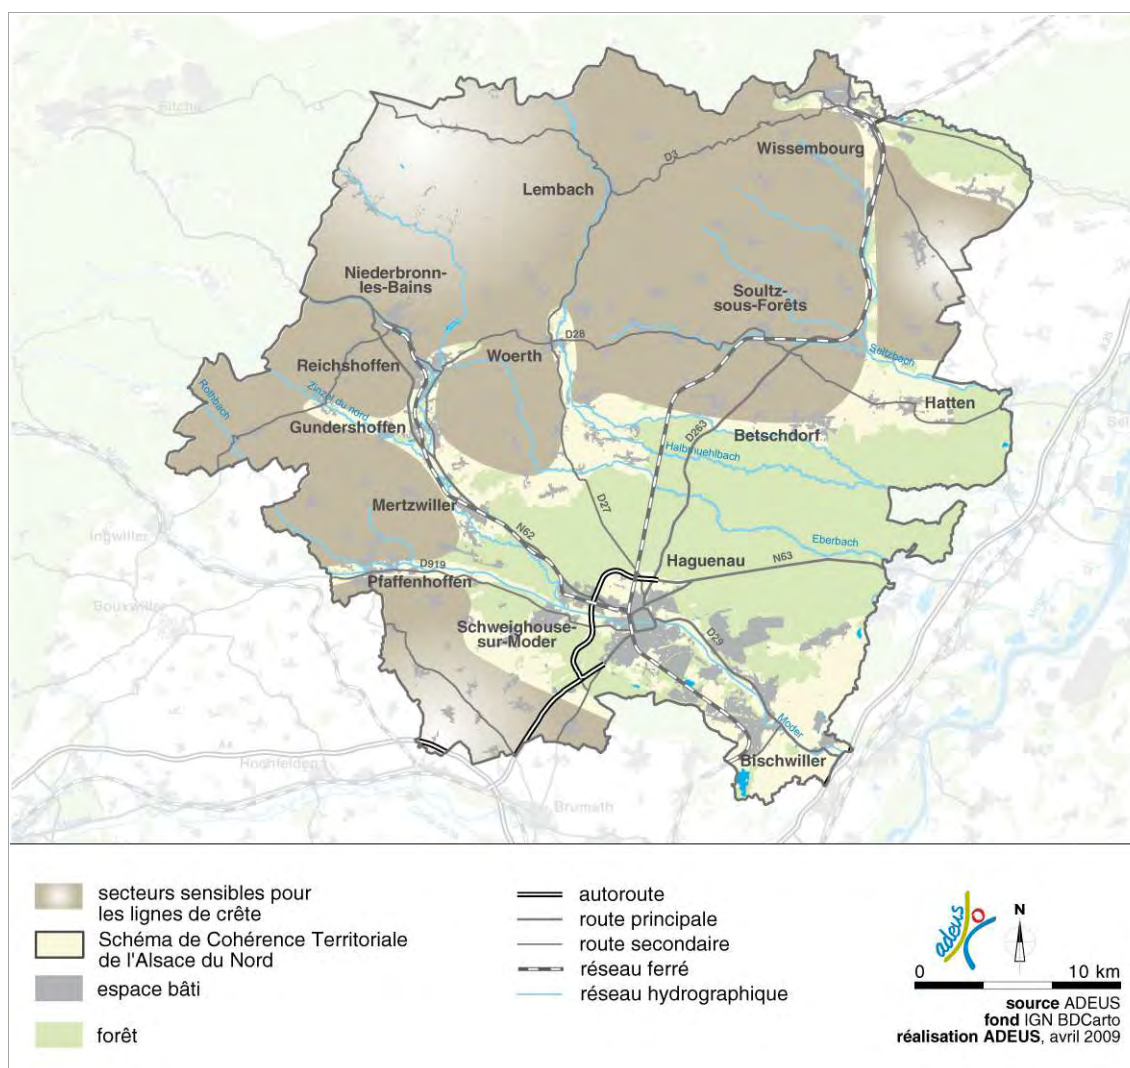 Bitche
Wissembourg
D3
Lembach
Niederbronn-
les-Bains
Soultz-
sous-Forêts
D28
Woerth
Reichshoffen
Seltzbach
A35
Rothbach
Zinzel du nord
Hatten
Gundershoffen
D263
Betschdorf
Halbmuehlbach
Mertzwiller
D27
N62
Ingwiller
Eberbach
Haguenau
N63
D919
Pfaffenhoffen
Bouxwiller
Schweighouse-
sur-Moder
D29
Moder
A4
Hochfelden
Bischwiller
Brumath
secteurs sensibles pour
les lignes de crête
Schéma de Cohérence Territoriale
de l'Alsace du Nord
espace bâti
forêt
autoroute
route principale
route secondaire
réseau ferré
réseau hydrographique
adeus
N
0 10 km
source ADEUS
fond IGN BDCarto
réalisation ADEUS, avril 2009